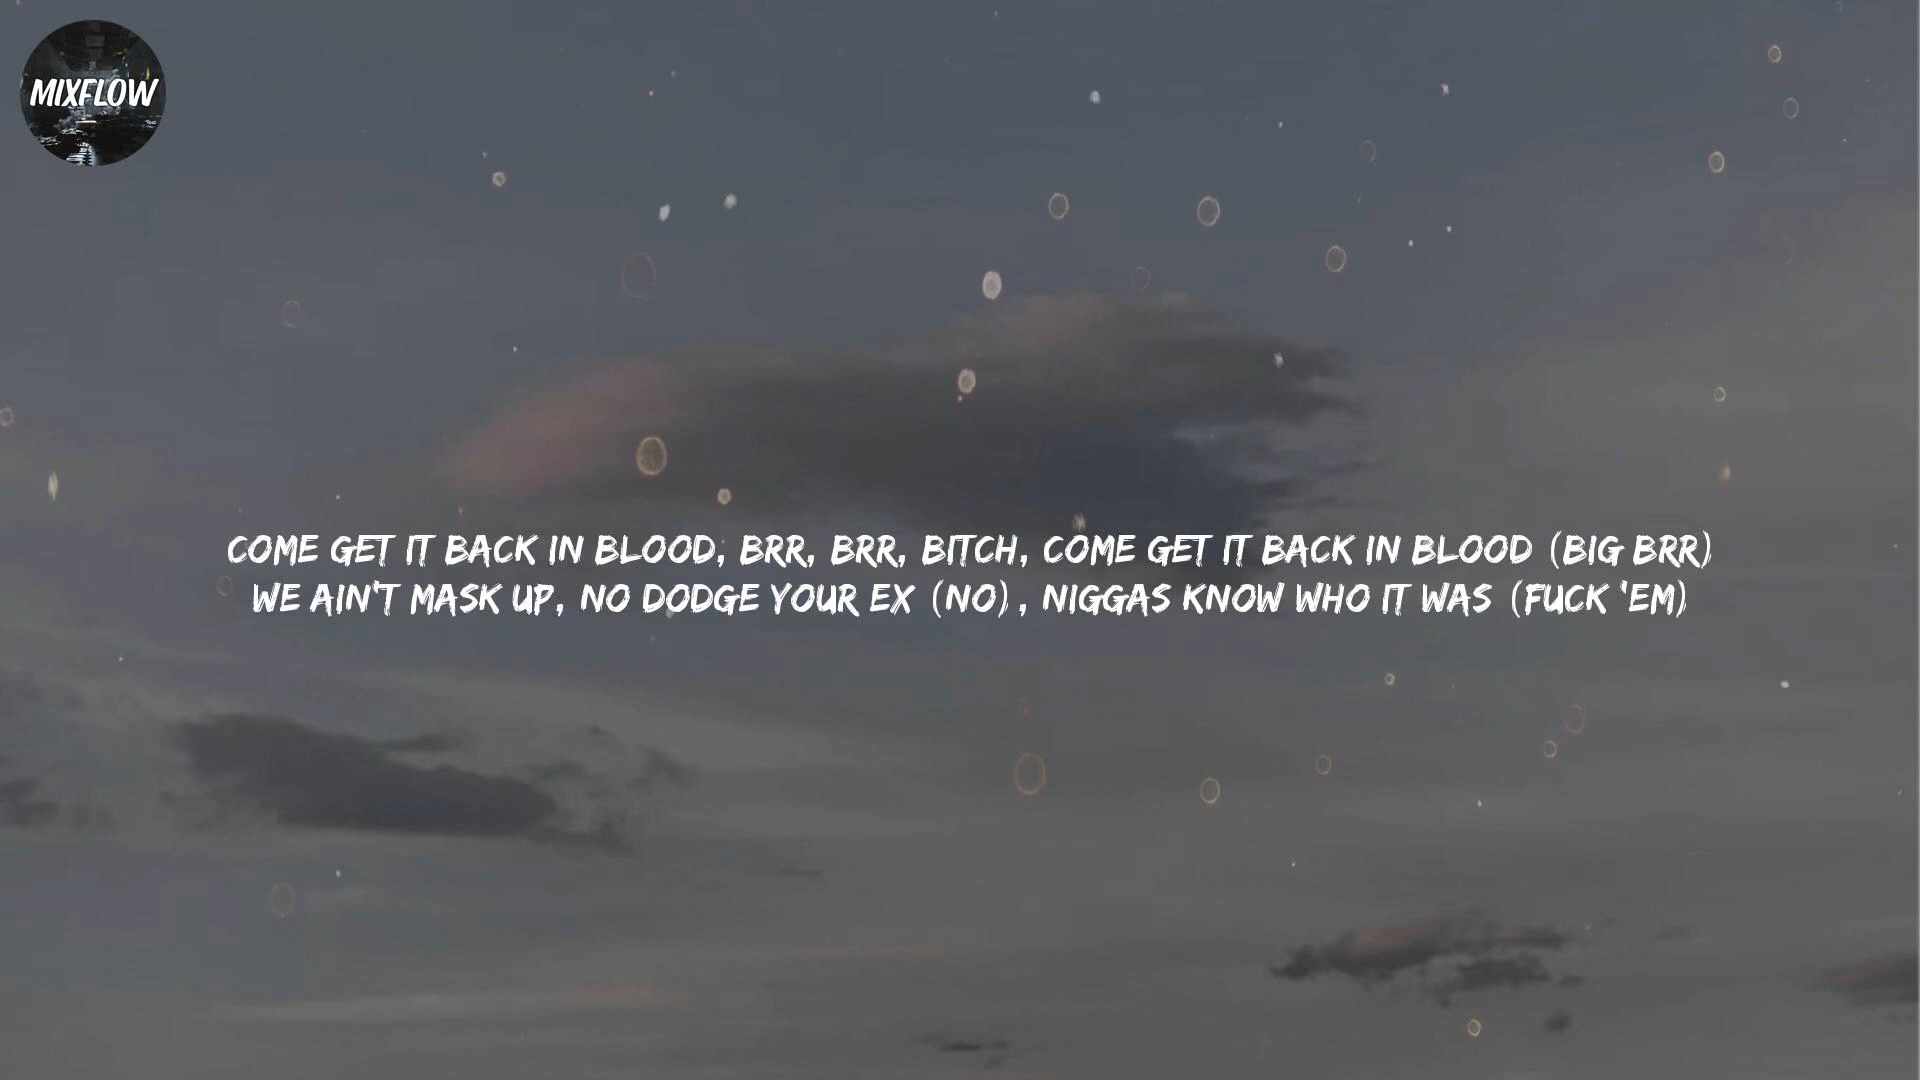 MIXFLOW
COME GET IT BACK IN BLOOD, BRR, BRR, BITCH, COME GET IT BACK IN BLOOD (BIG BRR)
WE AIN'T MASK UP, NO DODGE YOUR EX (NO), NIGGAS KNOW WHO IT WAS (FUCK 'EM)